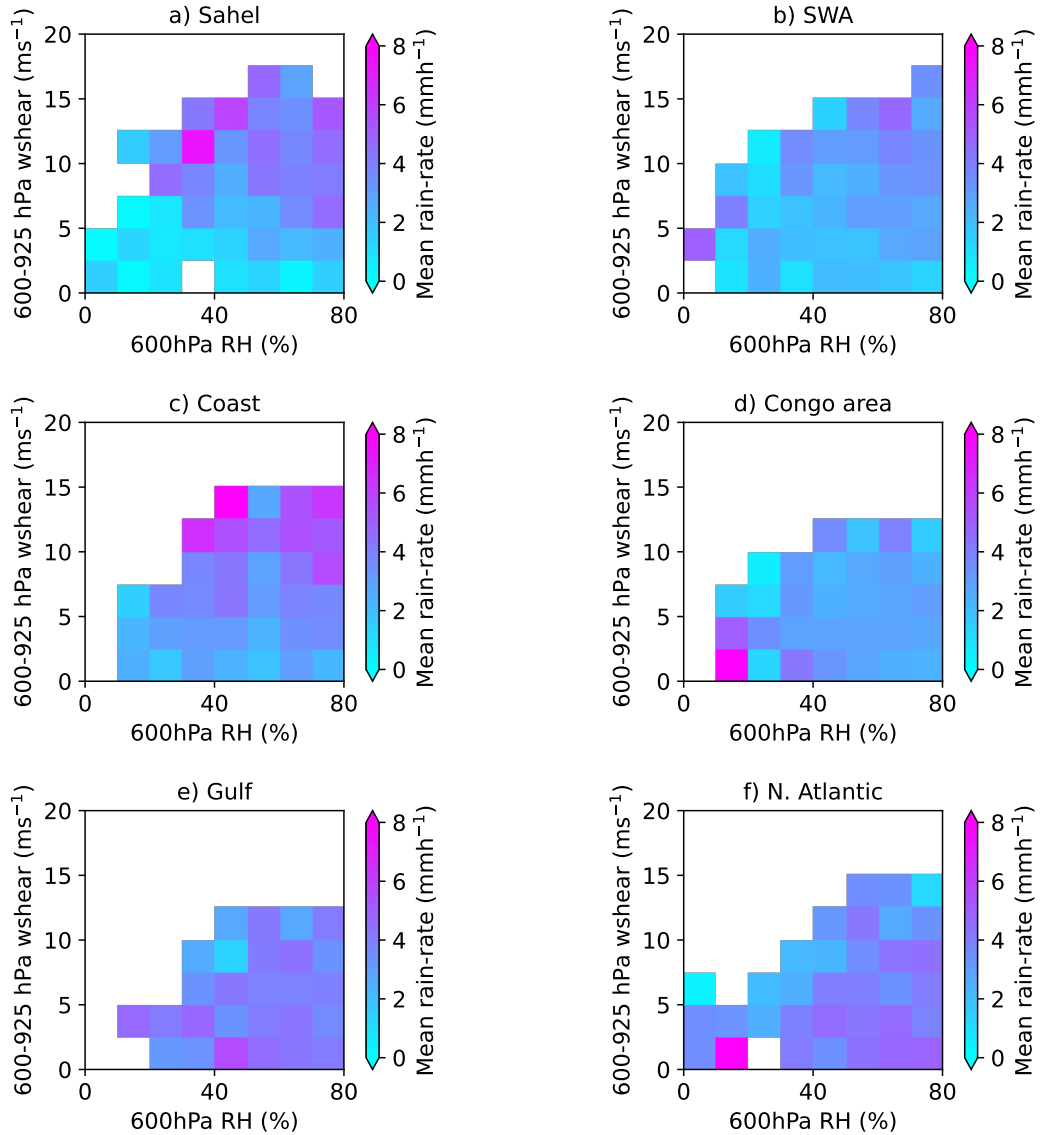 a) Sahel
20
15
10
5
0
0 40 80
600-925 hPa wshear (ms⁻¹)
600hPa RH (%)
8
6
4
2
0
Mean rain-rate (mmh⁻¹)
b) SWA
20
15
10
5
0
0 40 80
600-925 hPa wshear (ms⁻¹)
600hPa RH (%)
8
6
4
2
0
Mean rain-rate (mmh⁻¹)
c) Coast
20
15
10
5
0
0 40 80
600-925 hPa wshear (ms⁻¹)
600hPa RH (%)
8
6
4
2
0
Mean rain-rate (mmh⁻¹)
d) Congo area
20
15
10
5
0
0 40 80
600-925 hPa wshear (ms⁻¹)
600hPa RH (%)
8
6
4
2
0
Mean rain-rate (mmh⁻¹)
e) Gulf
20
15
10
5
0
0 40 80
600-925 hPa wshear (ms⁻¹)
600hPa RH (%)
8
6
4
2
0
Mean rain-rate (mmh⁻¹)
f) N. Atlantic
20
15
10
5
0
0 40 80
600-925 hPa wshear (ms⁻¹)
600hPa RH (%)
8
6
4
2
0
Mean rain-rate (mmh⁻¹)